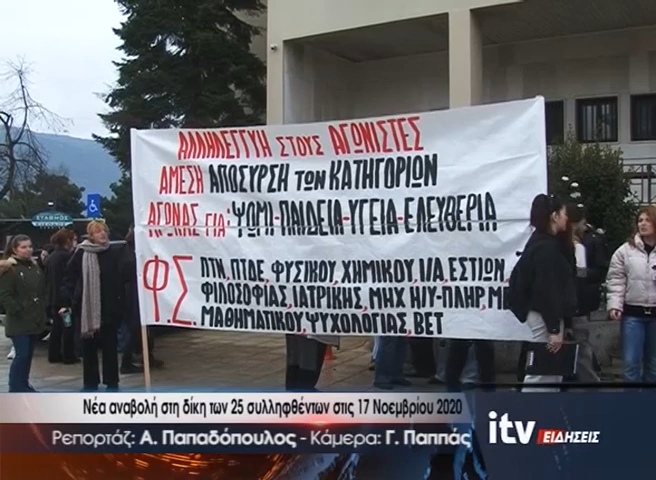 ΑΛΛΗΛΕΓΓΥΗ ΣΤΟΥΣ ΑΓΩΝΙΣΤΕΣ
ΑΜΕΣΗ ΑΠΟΣΥΡΣΗ ΤΩΝ ΚΑΤΗΓΟΡΙΩΝ
ΑΓΩΝΑΣ ΓΙΑ: ΨΩΜΙ-ΠΑΙΔΕΙΑ-ΥΓΕΙΑ-ΕΛΕΥΘΕΡΙΑ
Φ.Σ. ΠΤΝ, ΠΤΔΕ, ΦΥΣΙΚΟΥ, ΧΗΜΙΚΟΥ, Ι/Α, ΕΣΤΙΩΝ,
ΦΙΛΟΣΟΦΙΑΣ, ΙΑΤΡΙΚΗΣ, ΜΗΧ Η/Υ-ΠΛΗΡ,
ΜΑΘΗΜΑΤΙΚΟΥ, ΨΥΧΟΛΟΓΙΑΣ, ΒΕΤ
ΣΤΑΘΜΟΣ
Νέα αναβολή στη δίκη των 25 συλληφθέντων στις 17 Νοεμβρίου 2020
Ρεπορτάζ: Α. Παπαδόπουλος - Κάμερα: Γ. Παππάς
itv ΕΙΔΗΣΕΙΣ